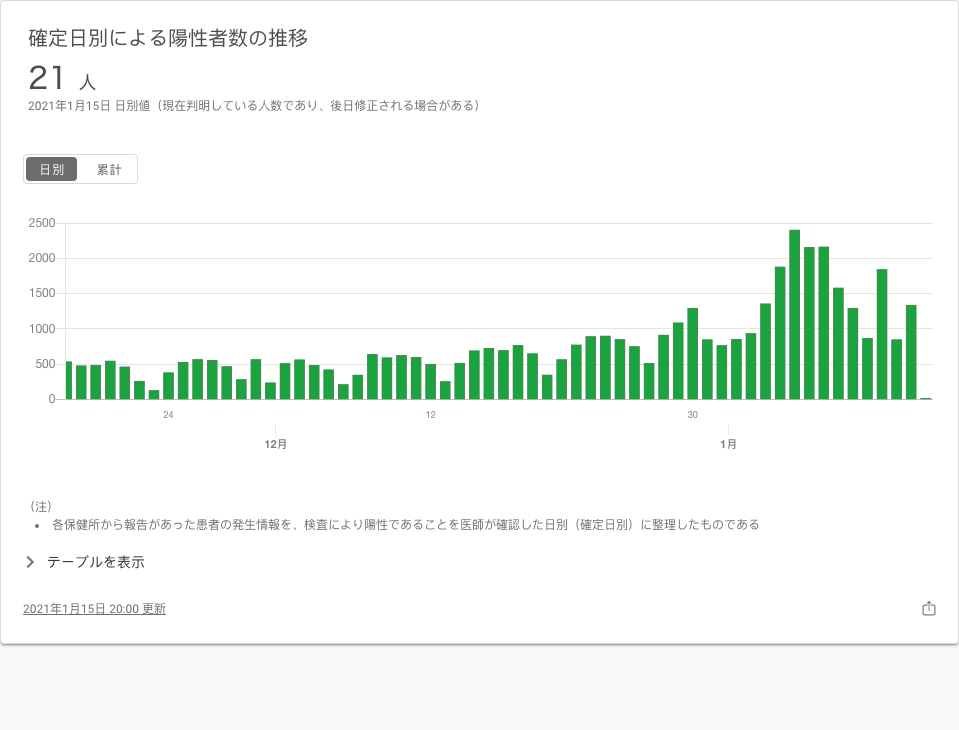 確定日別による陽性者数の推移
21 人
2021年1月15日 日別値（現在判明している人数であり、後日修正される場合がある）
日別 累計
2500
2000
1500
1000
500
0
24 12 30
12月 1月
（注）
• 各保健所から報告があった患者の発生情報を、検査により陽性であることを医師が確認した日別（確定日別）に整理したものである
テーブルを表示
2021年1月15日 20:00 更新